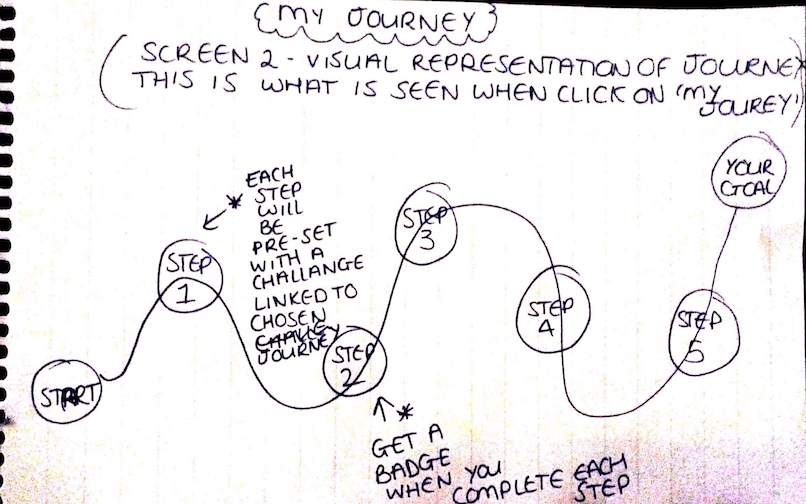 {MY JOURNEY}
(SCREEN 2 - VISUAL REPRESENTATION OF JOURNEY
THIS IS WHAT IS SEEN WHEN CLICK ON 'MY
JOUREY')
YOUR
GOAL
EACH
* STEP
WILL
BE
PRE-SET
WITH A
CHALLANGE
LINKED TO
CHOSEN
JOURNEY
STEP
3
STEP
1
STEP
4
STEP
5
STEP
2
START
*
GET A
BADGE
WHEN YOU
COMPLETE EACH
STEP